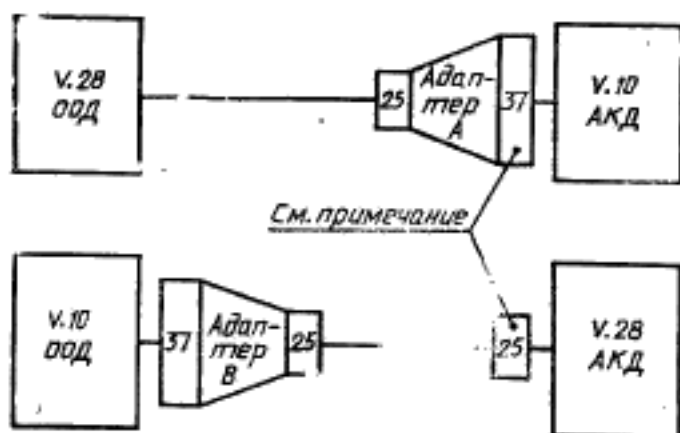 V.28
ООД
25
Адап-
тер
А
37
V.10
АКД
См. примечание
V.10
ООД
37
Адап-
тер
В
25
25
V.28
АКД